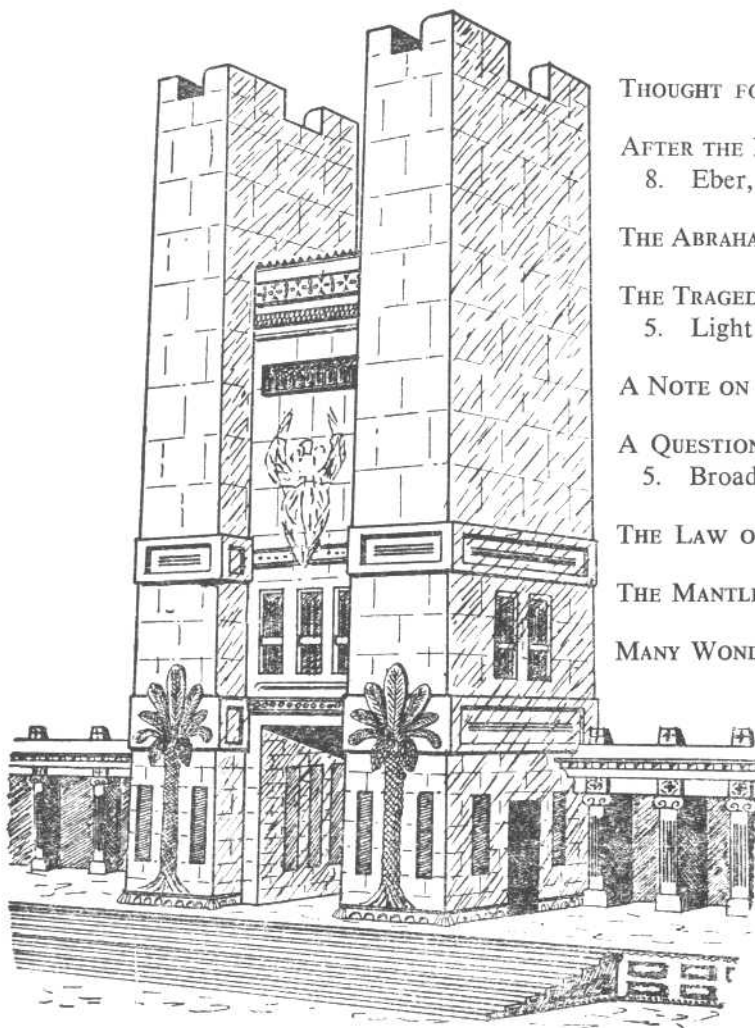 THOUGHT FO
AFTER THE
8. Eber,
THE ABRAHA
THE TRAGED
5. Light
A NOTE ON
A QUESTION
5. Broad
THE LAW O
THE MANTLE
MANY WOND